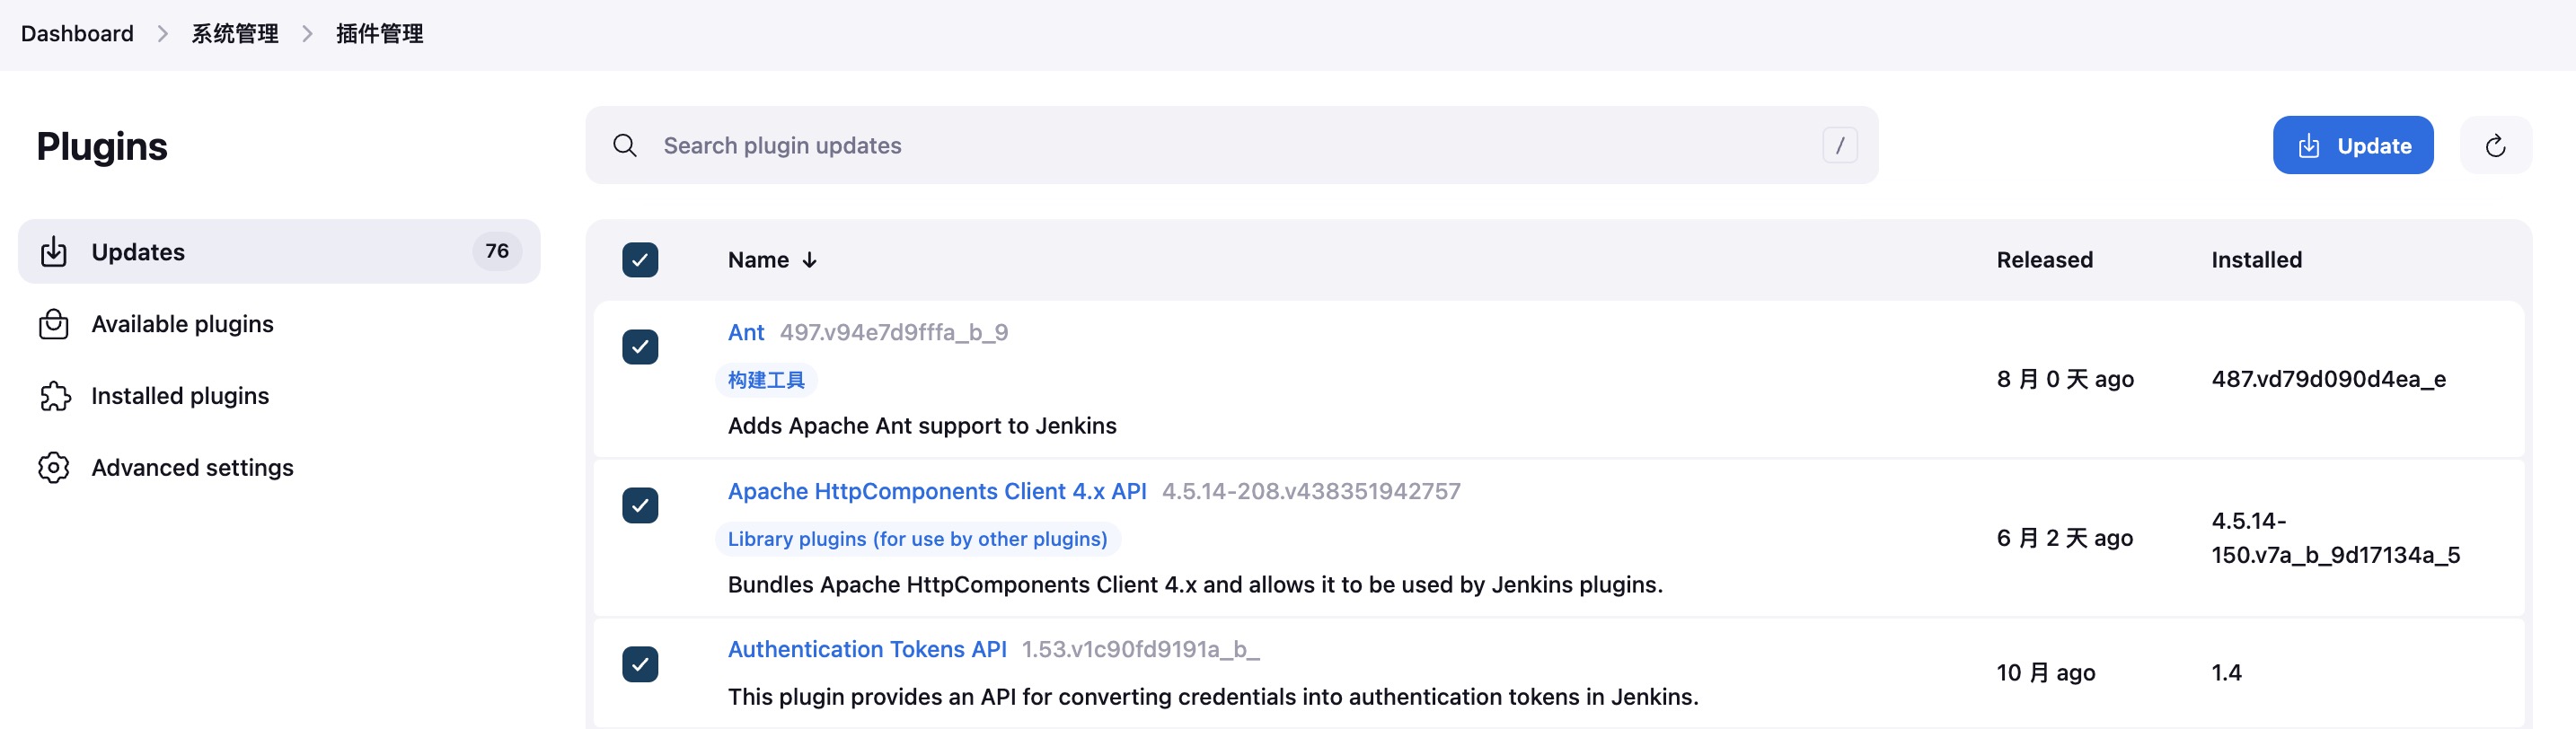 Dashboard > 系统管理 > 插件管理
Plugins
Search plugin updates /
Update
Updates 76
Available plugins
Installed plugins
Advanced settings
Name ↓ Released Installed
Ant 497.v94e7d9fffa_b_9
构建工具
Adds Apache Ant support to Jenkins
8 月 0 天 ago
487.vd79d090d4ea_e
Apache HttpComponents Client 4.x API 4.5.14-208.v438351942757
Library plugins (for use by other plugins)
Bundles Apache HttpComponents Client 4.x and allows it to be used by Jenkins plugins.
6 月 2 天 ago
4.5.14-
150.v7a_b_9d17134a_5
Authentication Tokens API 1.53.v1c90fd9191a_b_
This plugin provides an API for converting credentials into authentication tokens in Jenkins.
10 月 ago
1.4